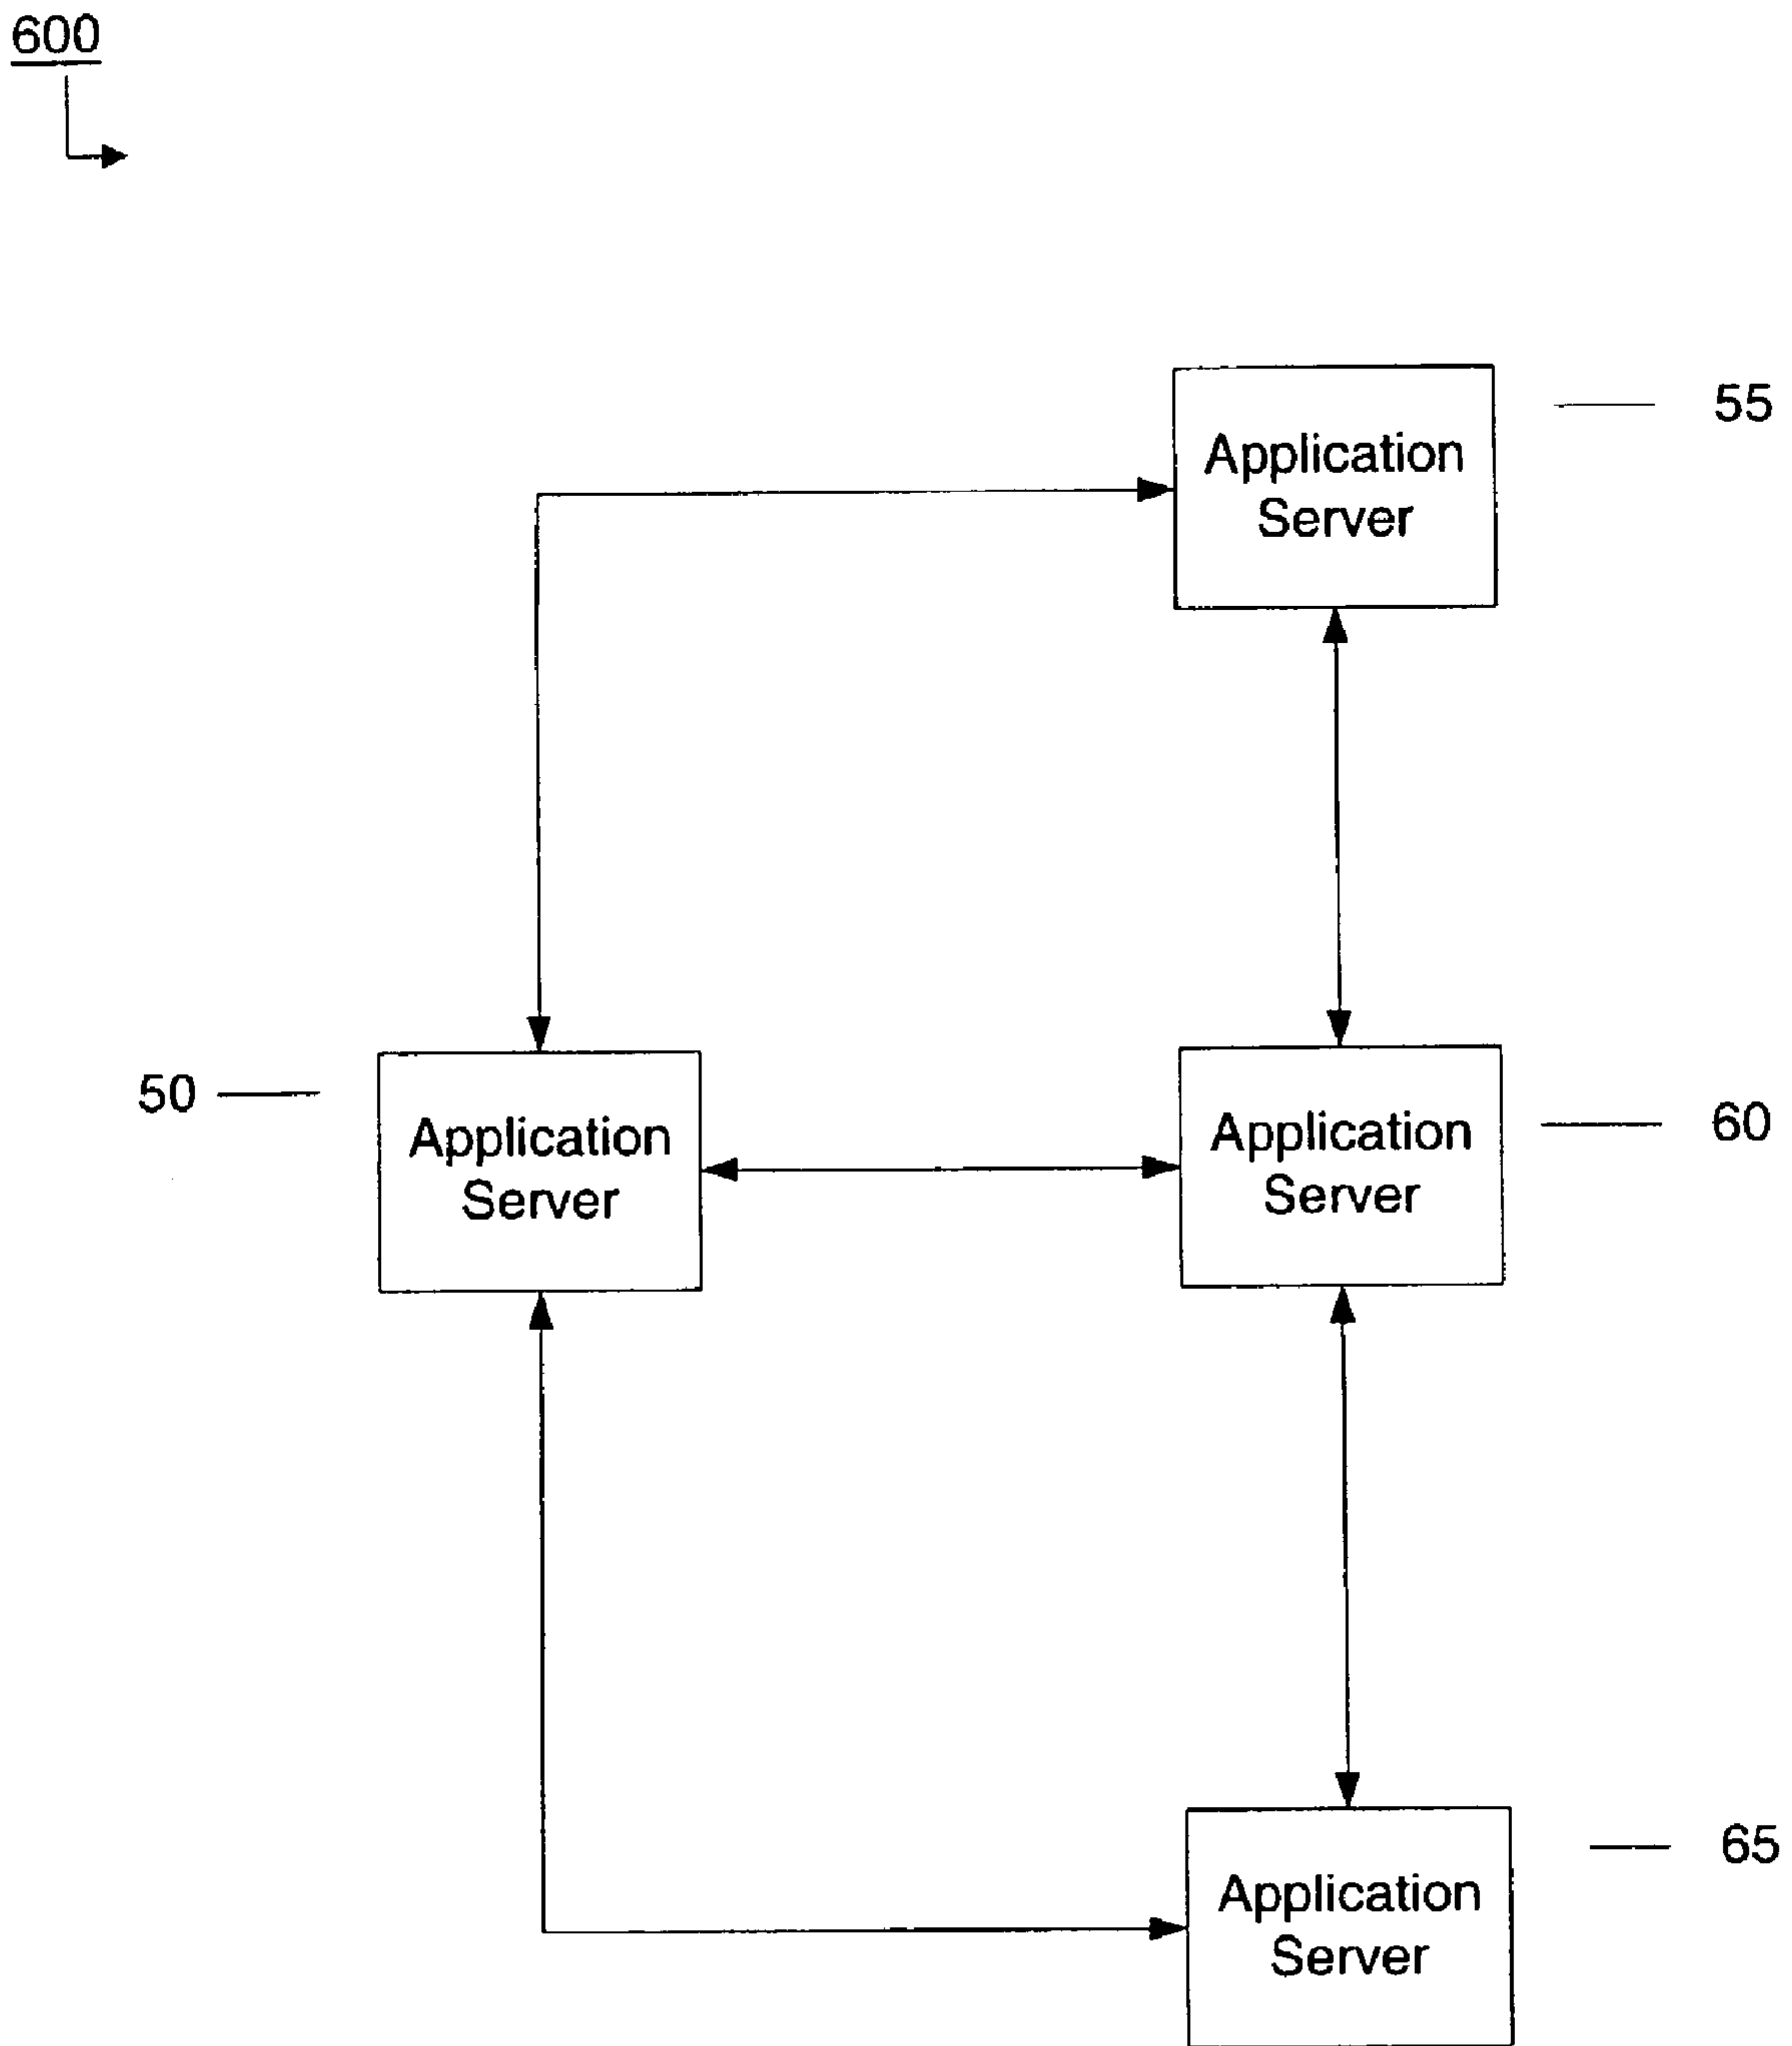 600
Application
Server
55
50
Application
Server
Application
Server
60
Application
Server
65